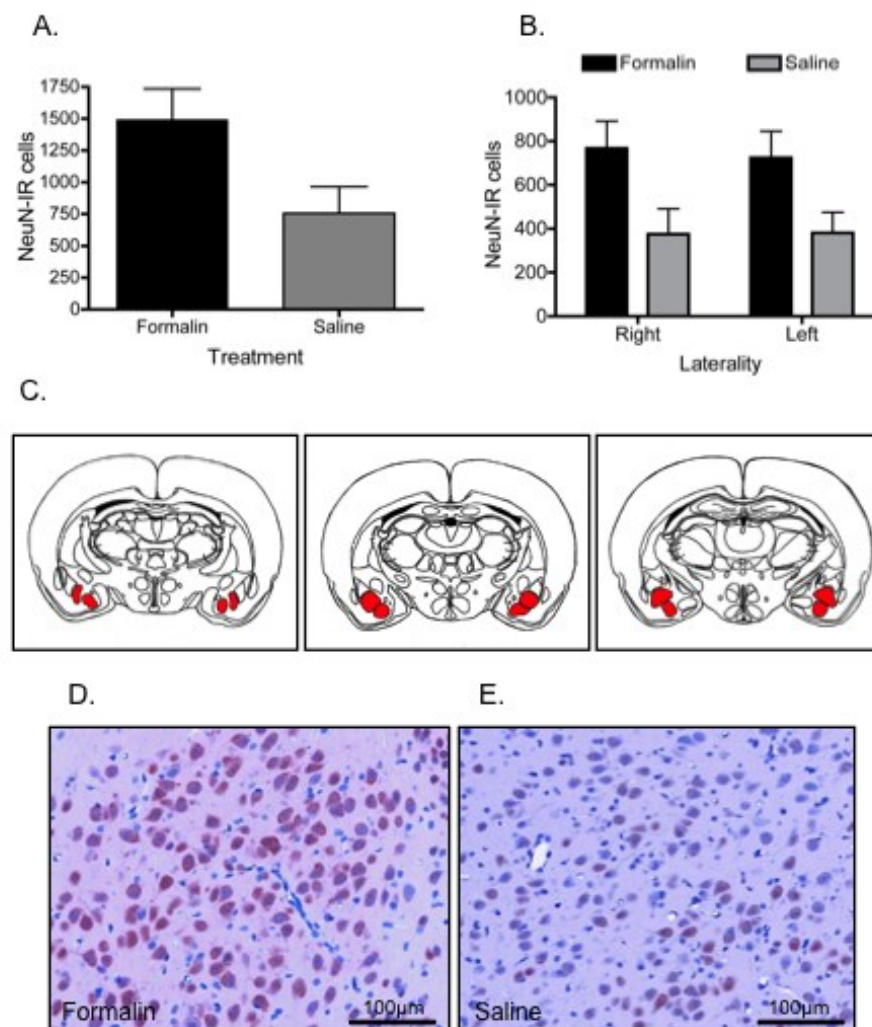 A.
1750
1500
1250
1000
750
500
250
0
NeuN-IR cells
Formalin
Saline
Treatment
B.
Formalin
Saline
1000
800
600
400
200
0
NeuN-IR cells
Right
Left
Laterality
C.
D.
E.
Formalin
100μm
Saline
100μm